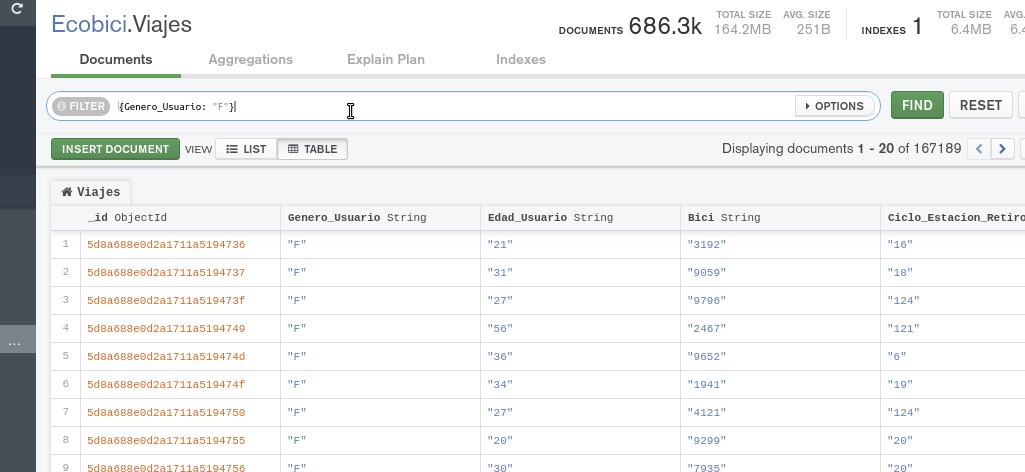 Ecobici.Viajes
DOCUMENTS 686.3k TOTAL SIZE 164.2MB AVG. SIZE 251B INDEXES 1 TOTAL SIZE 6.4MB AVG.
Documents Aggregations Explain Plan Indexes
FILTER {Genero_Usuario: "F"} OPTIONS FIND RESET
INSERT DOCUMENT VIEW LIST TABLE Displaying documents 1 - 20 of 167189
Viajes
_id ObjectId Genero_Usuario String Edad_Usuario String Bici String Ciclo_Estacion_Retiro
1 5d8a688e0d2a1711a5194736 "F" "21" "3192" "16"
2 5d8a688e0d2a1711a5194737 "F" "31" "9059" "18"
3 5d8a688e0d2a1711a519473f "F" "27" "9796" "124"
4 5d8a688e0d2a1711a5194749 "F" "56" "2467" "121"
5 5d8a688e0d2a1711a519474d "F" "36" "9652" "6"
6 5d8a688e0d2a1711a519474f "F" "34" "1941" "19"
7 5d8a688e0d2a1711a5194750 "F" "27" "4121" "124"
8 5d8a688e0d2a1711a5194755 "F" "20" "9299" "20"
9 5d8a688e0d2a1711a5194756 "F" "30" "7935" "20"